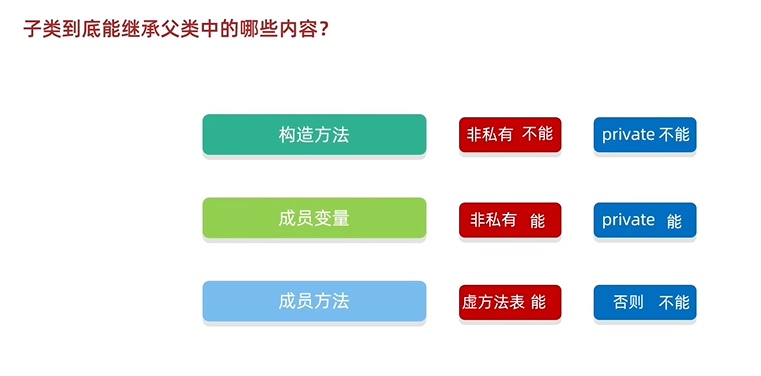 子类到底能继承父类中的哪些内容？
构造方法 非私有 不能 private 不能
成员变量 非私有 能 private 能
成员方法 虚方法表 能 否则 不能